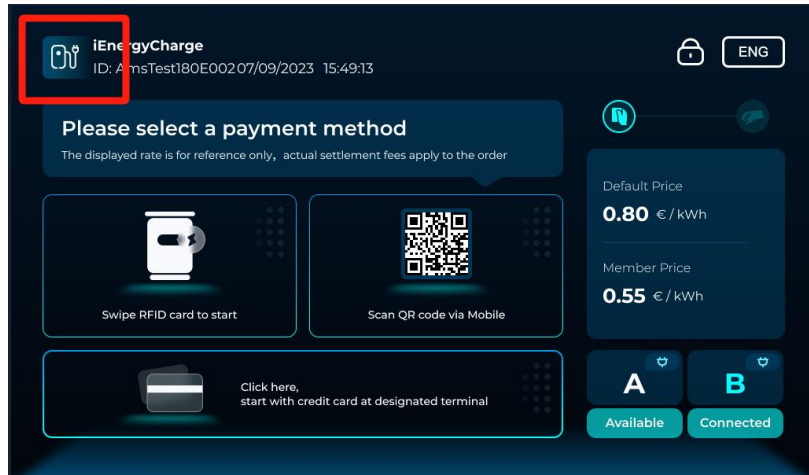 iEnergyCharge
ID: AmsTest180E00207/09/2023 15:49:13
ENG
Please select a payment method
The displayed rate is for reference only, actual settlement fees apply to the order
Swipe RFID card to start
Scan QR code via Mobile
Click here,
start with credit card at designated terminal
Default Price
0.80 €/kWh
Member Price
0.55 €/kWh
A
B
Available
Connected